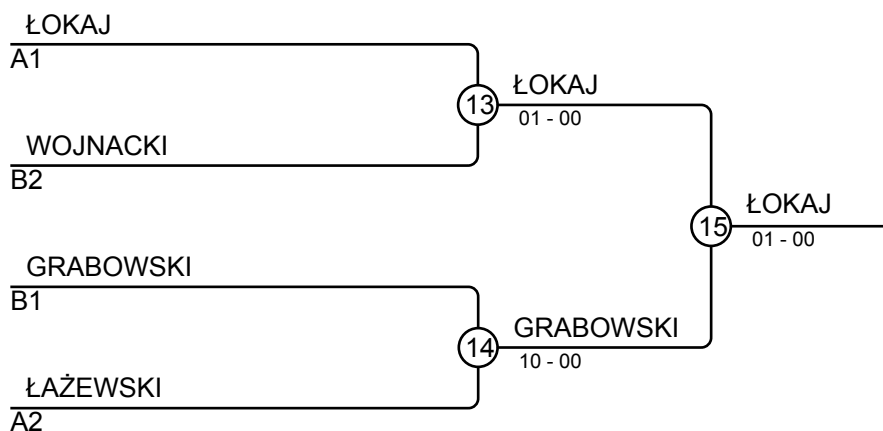 ŁOKAJ
A1
13
ŁOKAJ
01 - 00
WOJNACKI
B2
15
ŁOKAJ
01 - 00
GRABOWSKI
B1
14
GRABOWSKI
10 - 00
ŁAŻEWSKI
A2